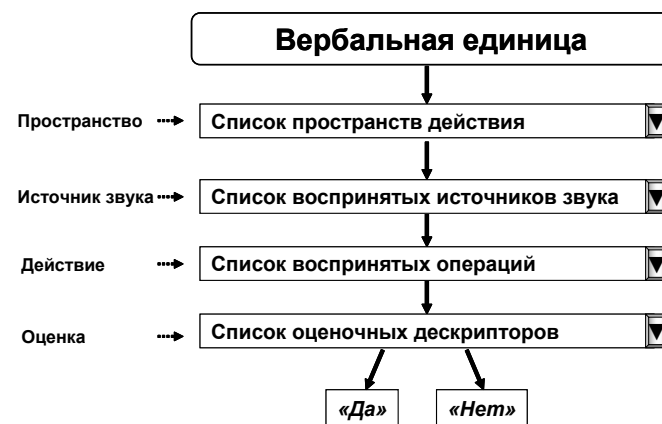 Вербальная единица
Пространство
Список пространств действия
Источник звука
Список воспринятых источников звука
Действие
Список воспринятых операций
Оценка
Список оценочных дескрипторов
«Да»
«Нет»